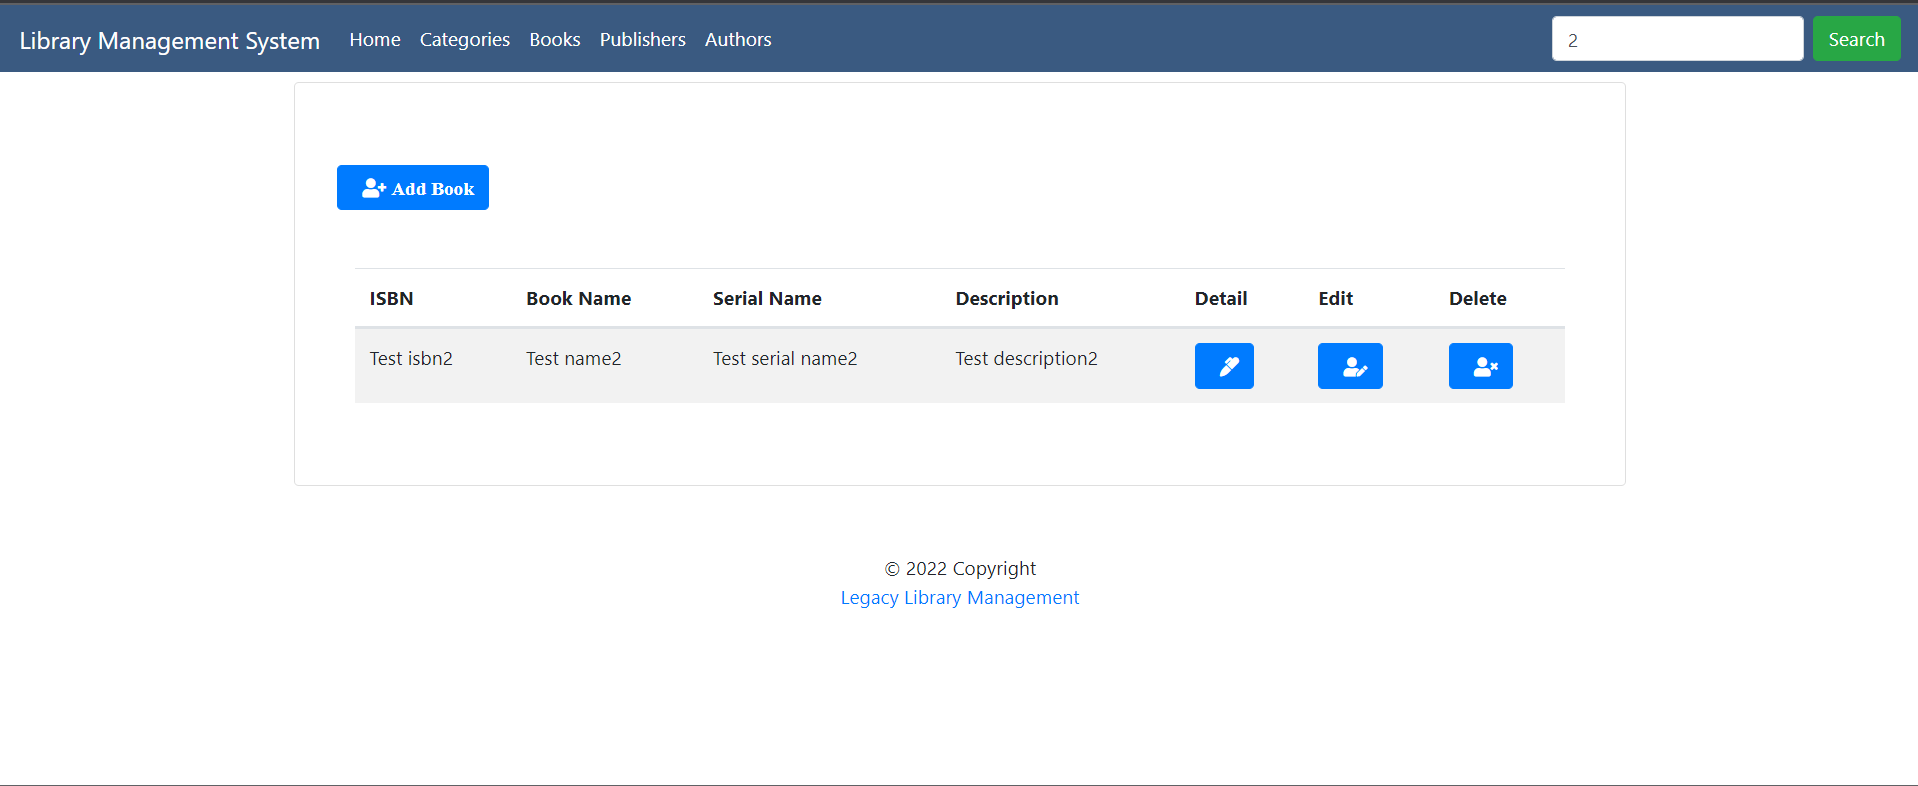 Library Management System Home Categories Books Publishers Authors 2 Search
Add Book
ISBN Book Name Serial Name Description Detail Edit Delete
Test isbn2 Test name2 Test serial name2 Test description2
© 2022 Copyright
Legacy Library Management